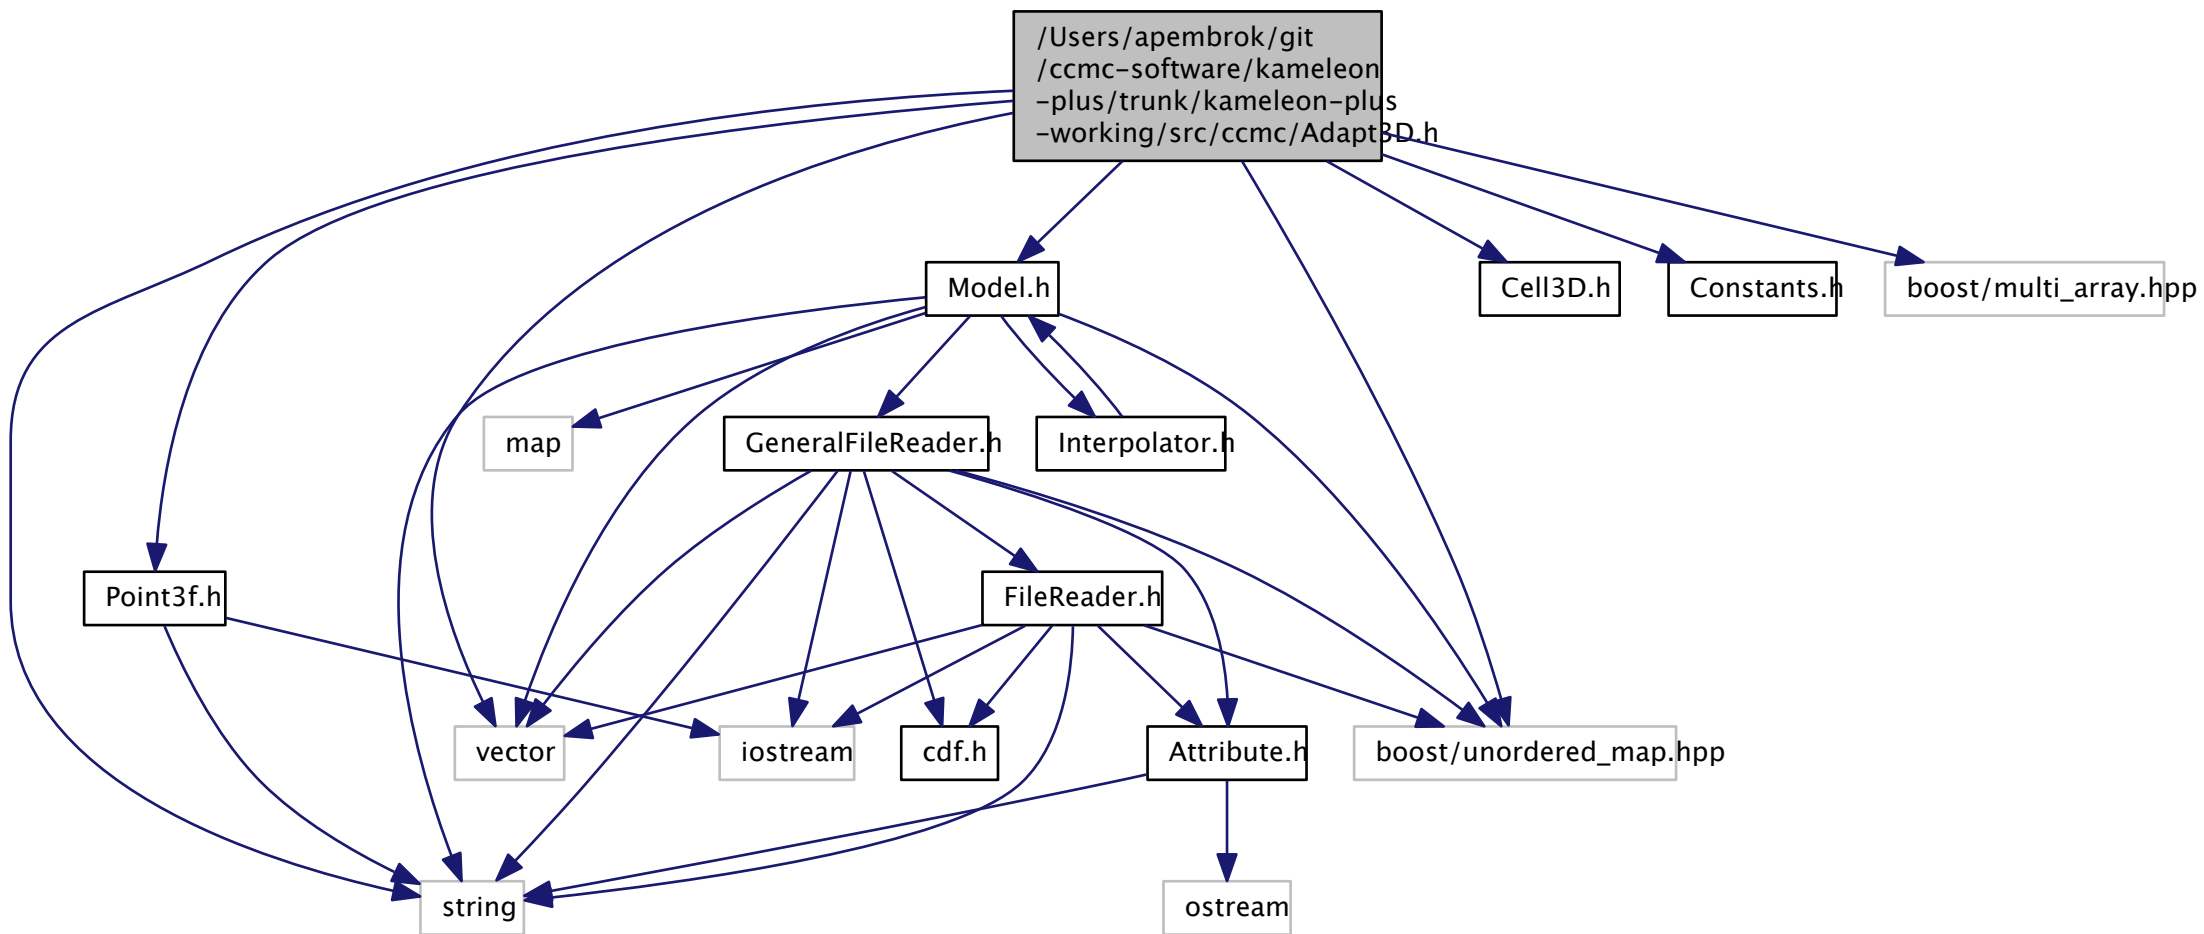 /Users/apembrok/git
/ccmc-software/kameleon
-plus/trunk/kameleon-plus
-working/src/ccmc/Adapt3D.h
Model.h
Cell3D.h
Constants.h
boost/multi_array.hpp
map
GeneralFileReader.h
Interpolator.h
Point3f.h
FileReader.h
vector
iostream
cdf.h
Attribute.h
boost/unordered_map.hpp
string
ostream